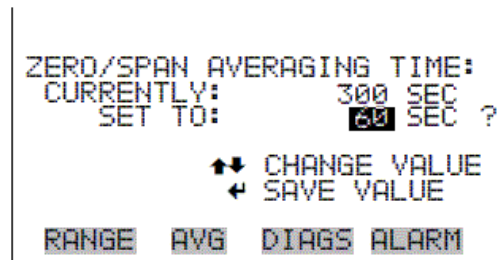 ZERO/SPAN AVERAGING TIME:
CURRENTLY: 300 SEC
SET TO: 60 SEC ?
↑↓ CHANGE VALUE
↵ SAVE VALUE
RANGE AVG DIAGS ALARM